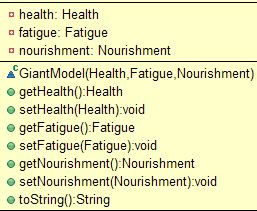 health: Health
fatigue: Fatigue
nourishment: Nourishment
GiantModel(Health,Fatigue,Nourishment)
getHealth():Health
setHealth(Health):void
getFatigue():Fatigue
setFatigue(Fatigue):void
getNourishment():Nourishment
setNourishment(Nourishment):void
toString():String